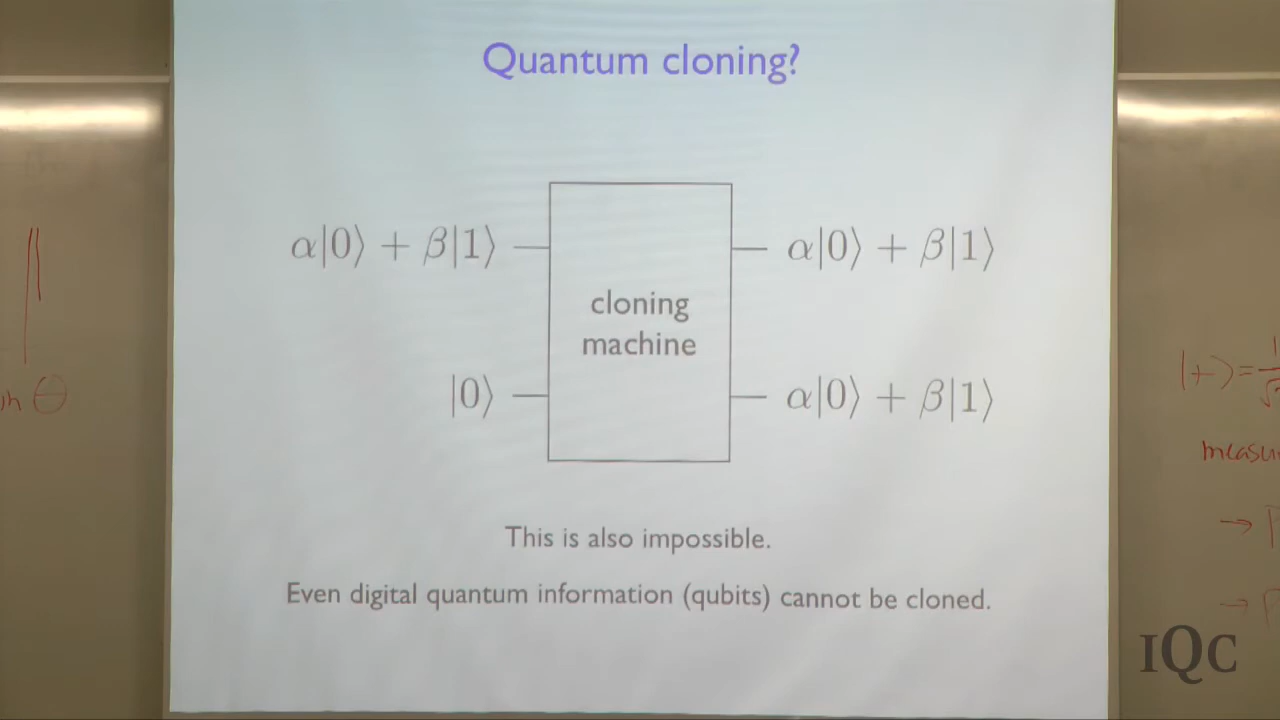 Quantum cloning?
α|0⟩ + β|1⟩
α|0⟩ + β|1⟩
cloning
machine
|0⟩
α|0⟩ + β|1⟩
This is also impossible.
Even digital quantum information (qubits) cannot be cloned.
θ
|+⟩=
→
→
IQC